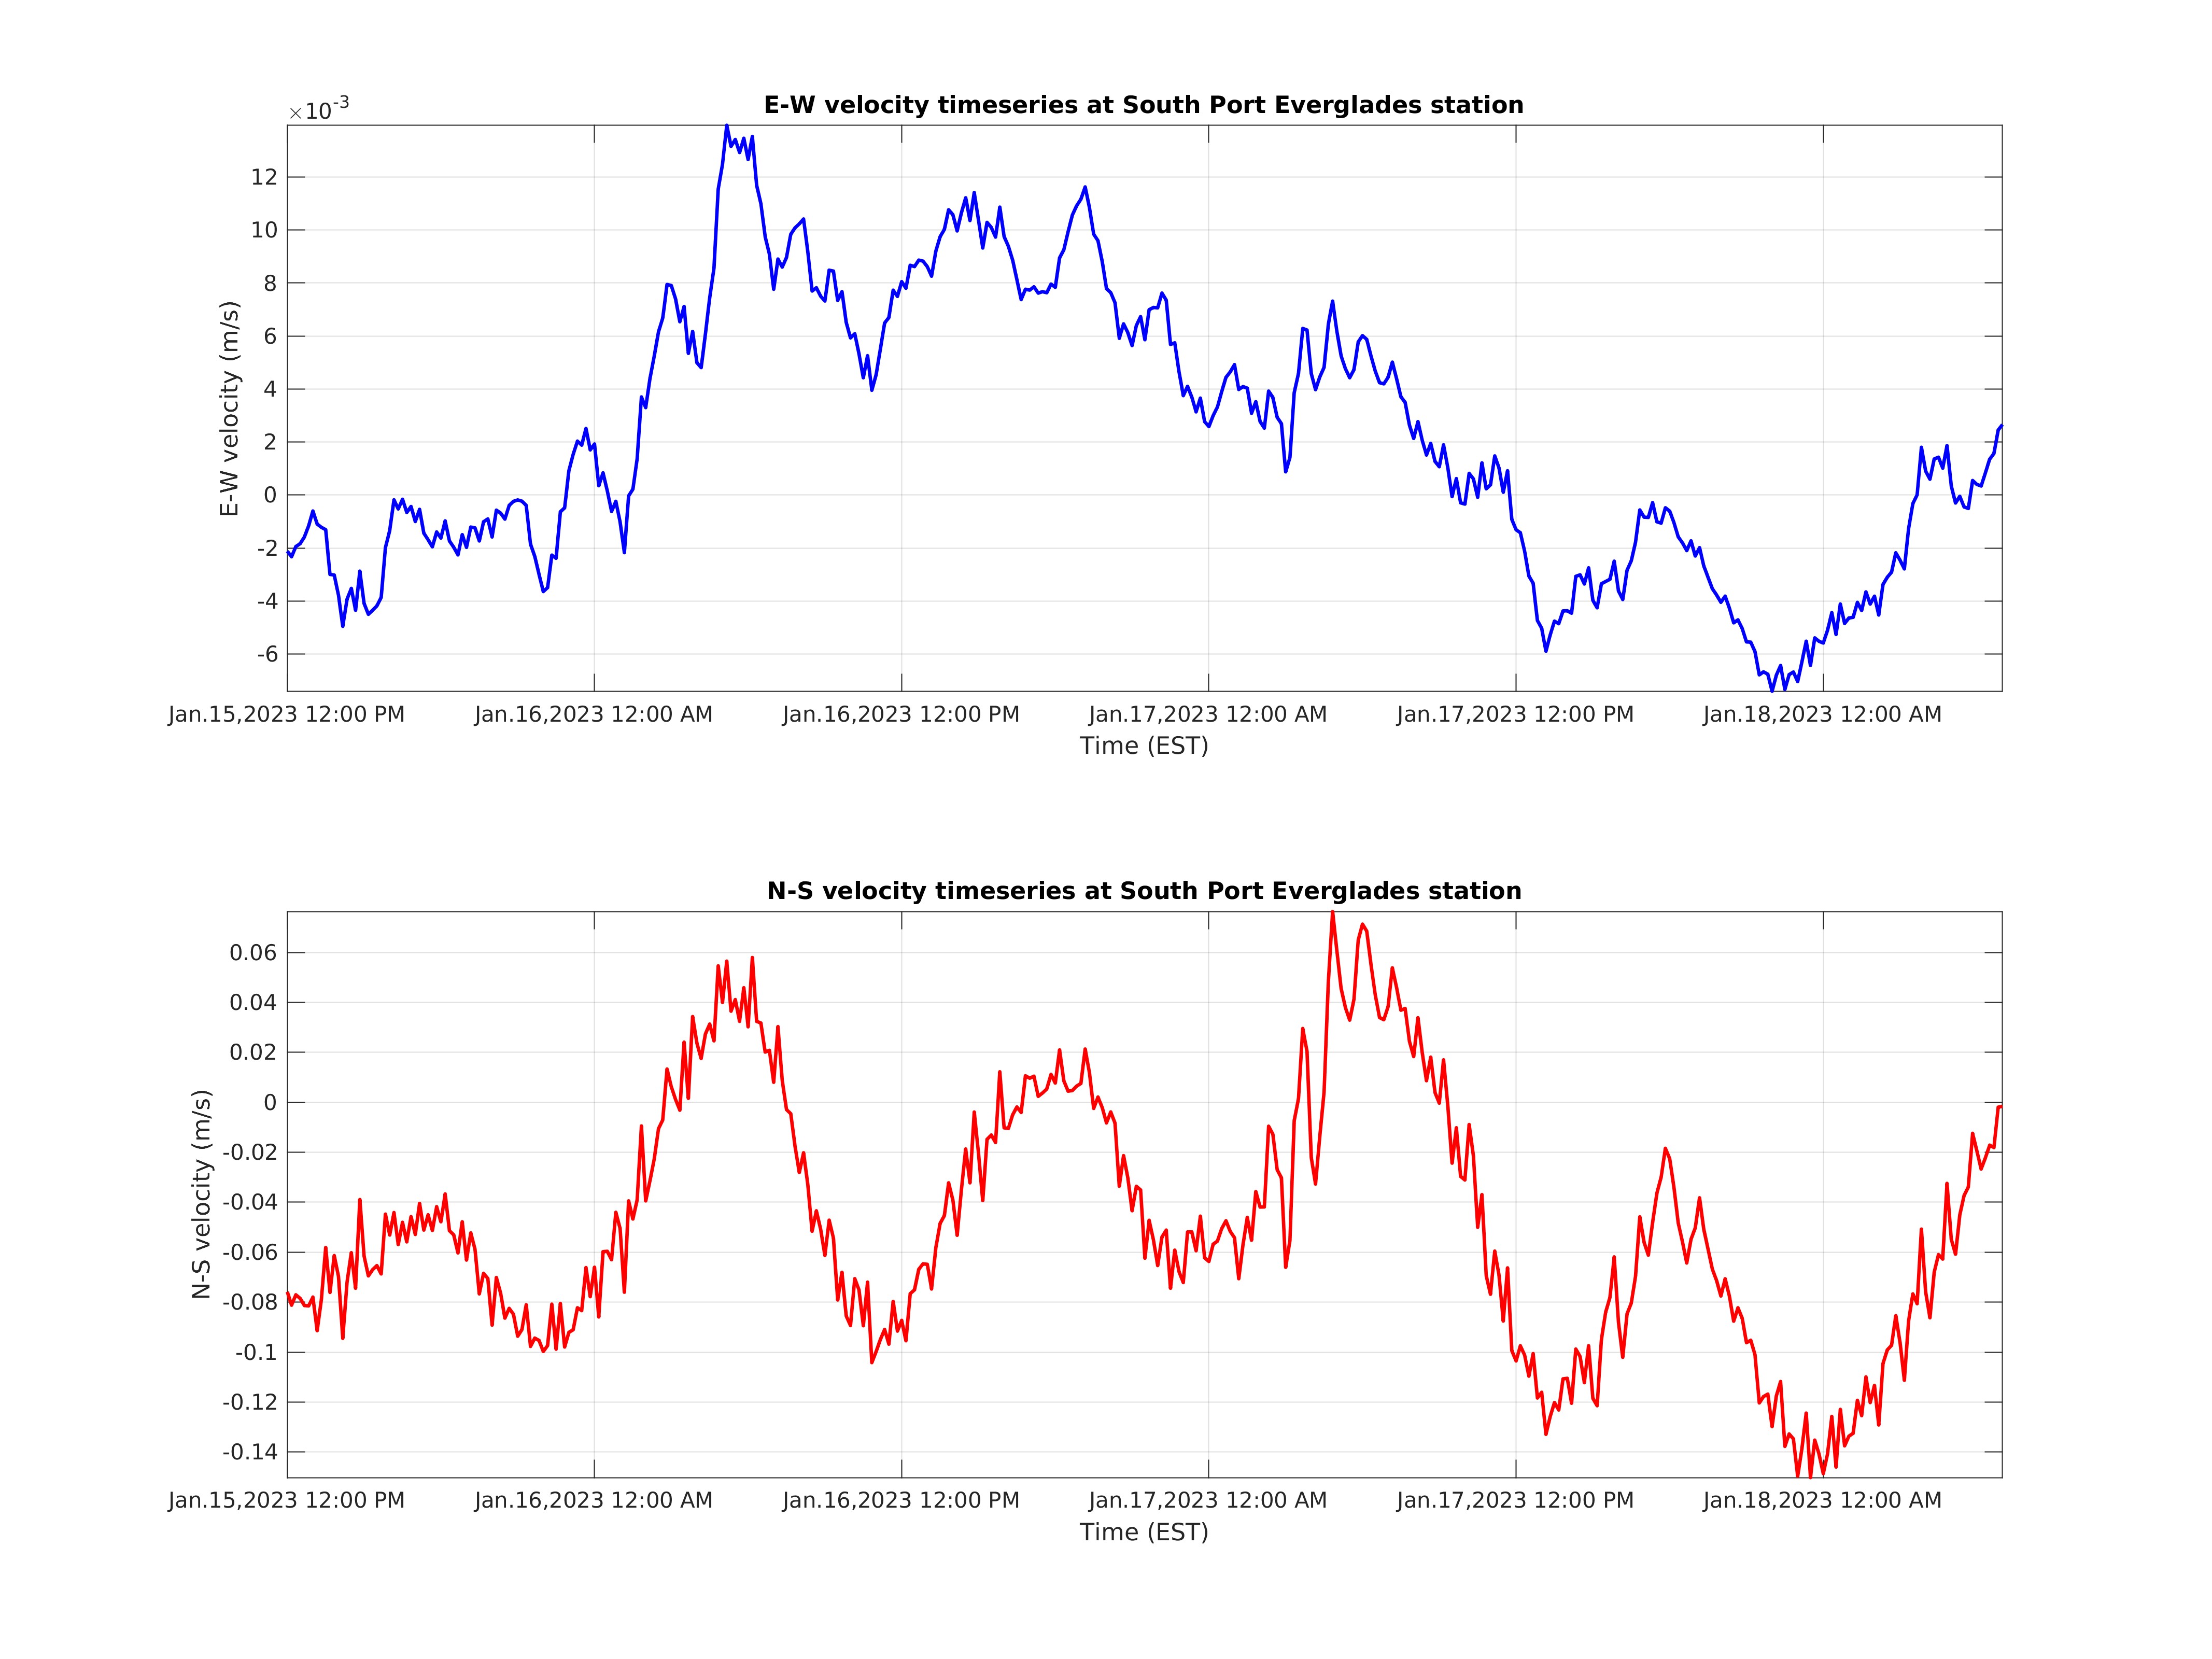 E-W velocity timeseries at South Port Everglades station
×10-3
12
10
8
6
4
2
0
-2
-4
-6
E-W velocity (m/s)
Jan.15,2023 12:00 PM Jan.16,2023 12:00 AM Jan.16,2023 12:00 PM Jan.17,2023 12:00 AM Jan.17,2023 12:00 PM Jan.18,2023 12:00 AM
Time (EST)
N-S velocity timeseries at South Port Everglades station
0.06
0.04
0.02
0
-0.02
-0.04
-0.06
-0.08
-0.1
-0.12
-0.14
N-S velocity (m/s)
Jan.15,2023 12:00 PM Jan.16,2023 12:00 AM Jan.16,2023 12:00 PM Jan.17,2023 12:00 AM Jan.17,2023 12:00 PM Jan.18,2023 12:00 AM
Time (EST)